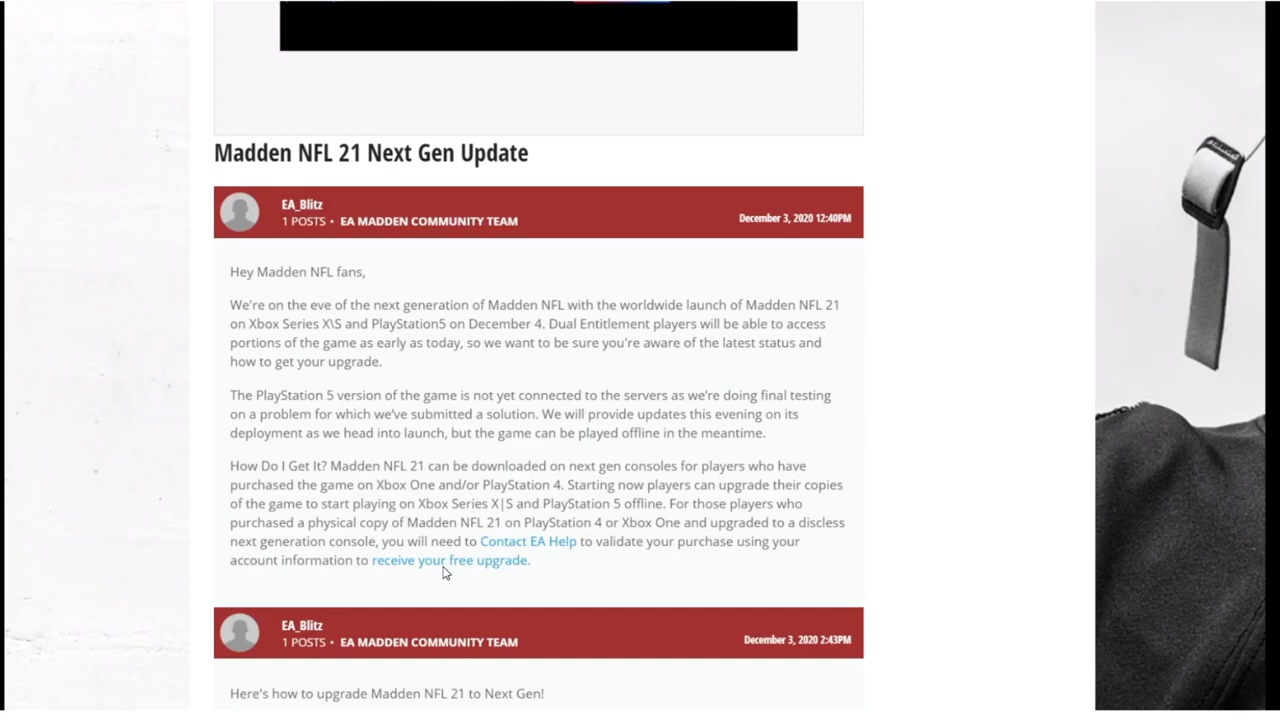 Madden NFL 21 Next Gen Update
EA_Blitz
1 POSTS • EA MADDEN COMMUNITY TEAM
December 3, 2020 12:40PM
Hey Madden NFL fans,
We're on the eve of the next generation of Madden NFL with the worldwide launch of Madden NFL 21
on Xbox Series X\S and PlayStation5 on December 4. Dual Entitlement players will be able to access
portions of the game as early as today, so we want to be sure you're aware of the latest status and
how to get your upgrade.
The PlayStation 5 version of the game is not yet connected to the servers as we're doing final testing
on a problem for which we've submitted a solution. We will provide updates this evening on its
deployment as we head into launch, but the game can be played offline in the meantime.
How Do I Get It? Madden NFL 21 can be downloaded on next gen consoles for players who have
purchased the game on Xbox One and/or PlayStation 4. Starting now players can upgrade their copies
of the game to start playing on Xbox Series X|S and PlayStation 5 offline. For those players who
purchased a physical copy of Madden NFL 21 on PlayStation 4 or Xbox One and upgraded to a discless
next generation console, you will need to Contact EA Help to validate your purchase using your
account information to receive your free upgrade.
EA_Blitz
1 POSTS • EA MADDEN COMMUNITY TEAM
December 3, 2020 2:43PM
Here's how to upgrade Madden NFL 21 to Next Gen!